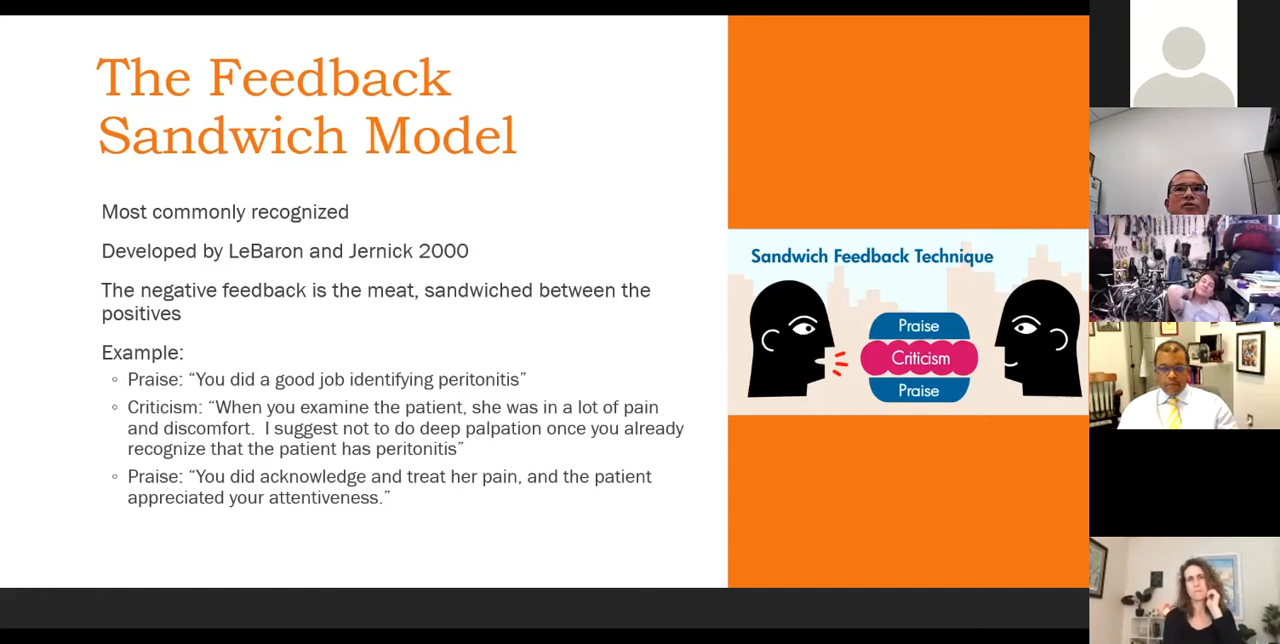 The Feedback
Sandwich Model
Most commonly recognized
Developed by LeBaron and Jernick 2000
The negative feedback is the meat, sandwiched between the
positives
Example:
◦ Praise: “You did a good job identifying peritonitis”
◦ Criticism: “When you examine the patient, she was in a lot of pain
and discomfort.  I suggest not to do deep palpation once you already
recognize that the patient has peritonitis”
◦ Praise: “You did acknowledge and treat her pain, and the patient
appreciated your attentiveness.”
Sandwich Feedback Technique
Praise
Criticism
Praise